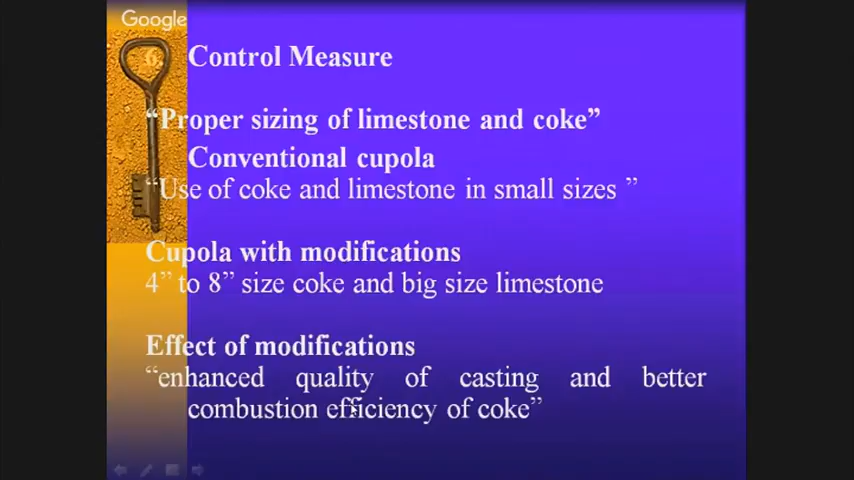 Google
6. Control Measure
“Proper sizing of limestone and coke”
Conventional cupola
“Use of coke and limestone in small sizes ”
Cupola with modifications
4” to 8” size coke and big size limestone
Effect of modifications
“enhanced quality of casting and better
combustion efficiency of coke”